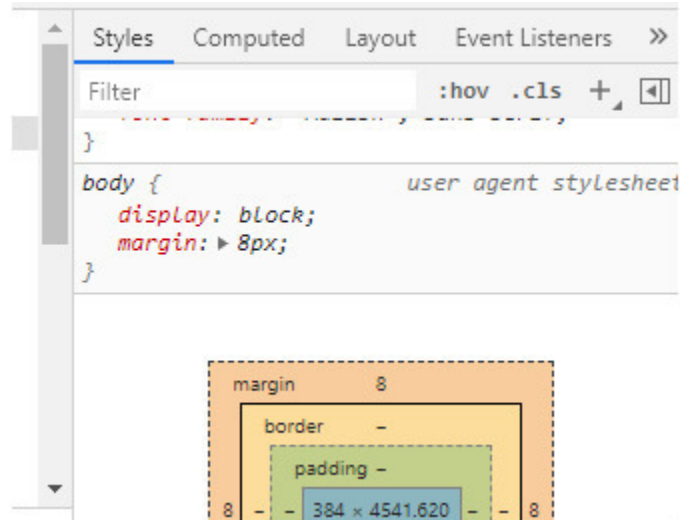 Styles Computed Layout Event Listeners »
Filter :hov .cls +
}
body { user agent stylesheet
display: block;
margin: ▶ 8px;
}
margin 8
border –
padding –
8 – – 384 × 4541.620 – – 8